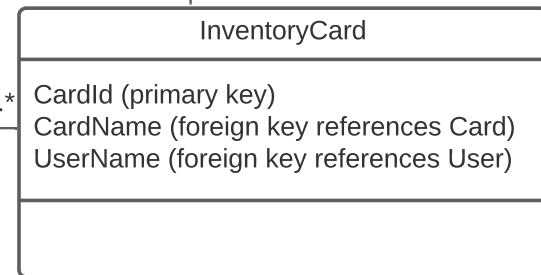 InventoryCard
.*
CardId (primary key)
CardName (foreign key references Card)
UserName (foreign key references User)